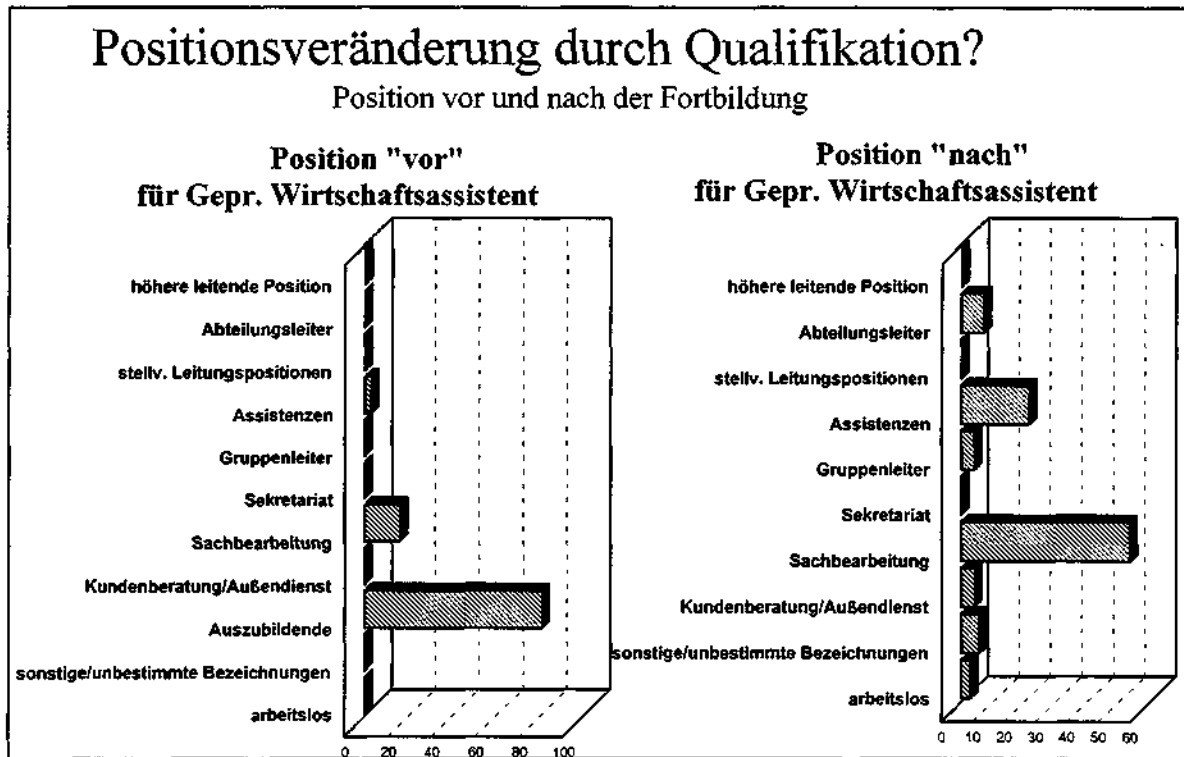 Positionsveränderung durch Qualifikation?
Position vor und nach der Fortbildung
Position "vor"
für Gepr. Wirtschaftsassistent
höhere leitende Position
Abteilungsleiter
stellv. Leitungspositionen
Assistenzen
Gruppenleiter
Sekretariat
Sachbearbeitung
Kundenberatung/Außendienst
Auszubildende
sonstige/unbestimmte Bezeichnungen
arbeitslos
0 20 40 60 80 100
Position "nach"
für Gepr. Wirtschaftsassistent
höhere leitende Position
Abteilungsleiter
stellv. Leitungspositionen
Assistenzen
Gruppenleiter
Sekretariat
Sachbearbeitung
Kundenberatung/Außendienst
sonstige/unbestimmte Bezeichnungen
arbeitslos
0 10 20 30 40 50 60